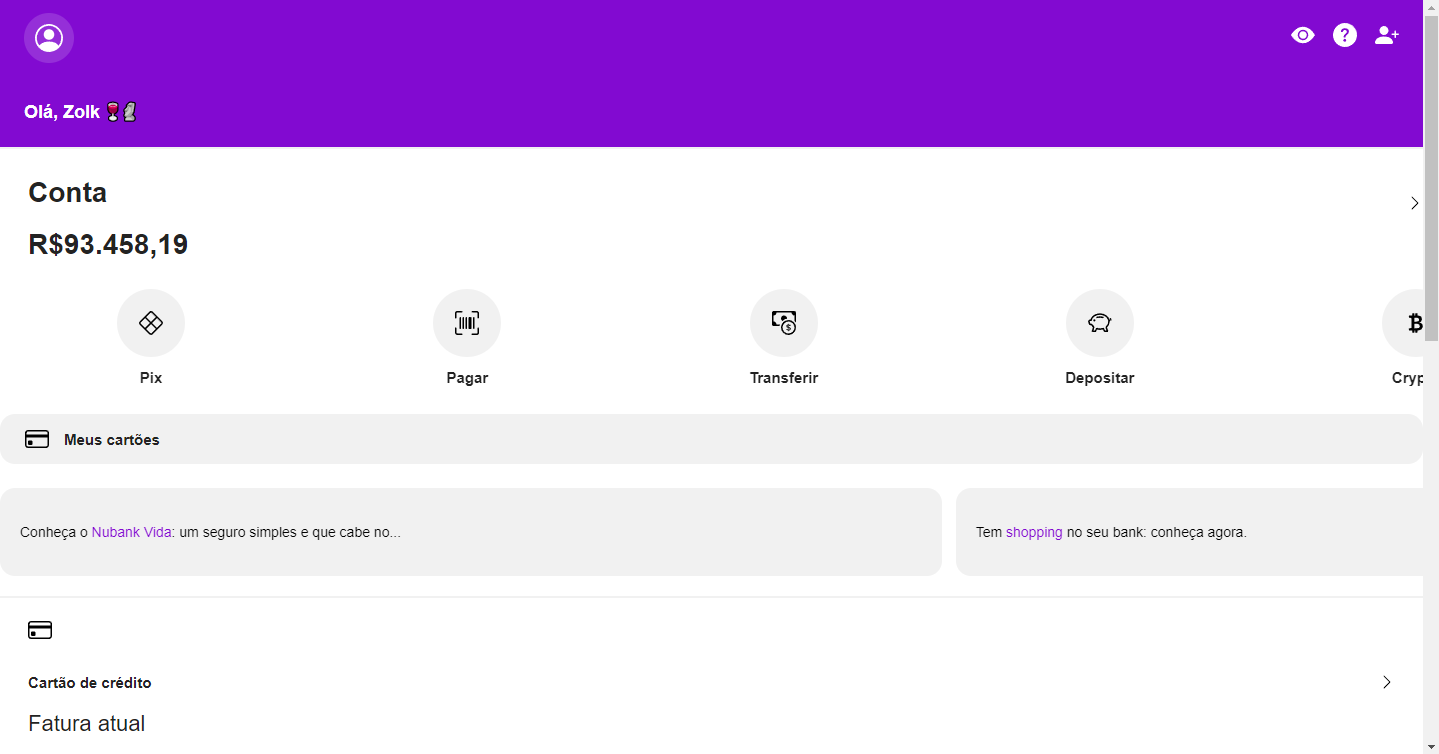 Olá, Zolk 🍷🗿
Conta
R$93.458,19
Pix
Pagar
Transferir
Depositar
Cryp
Meus cartões
Conheça o Nubank Vida: um seguro simples e que cabe no...
Tem shopping no seu bank: conheça agora.
Cartão de crédito
Fatura atual